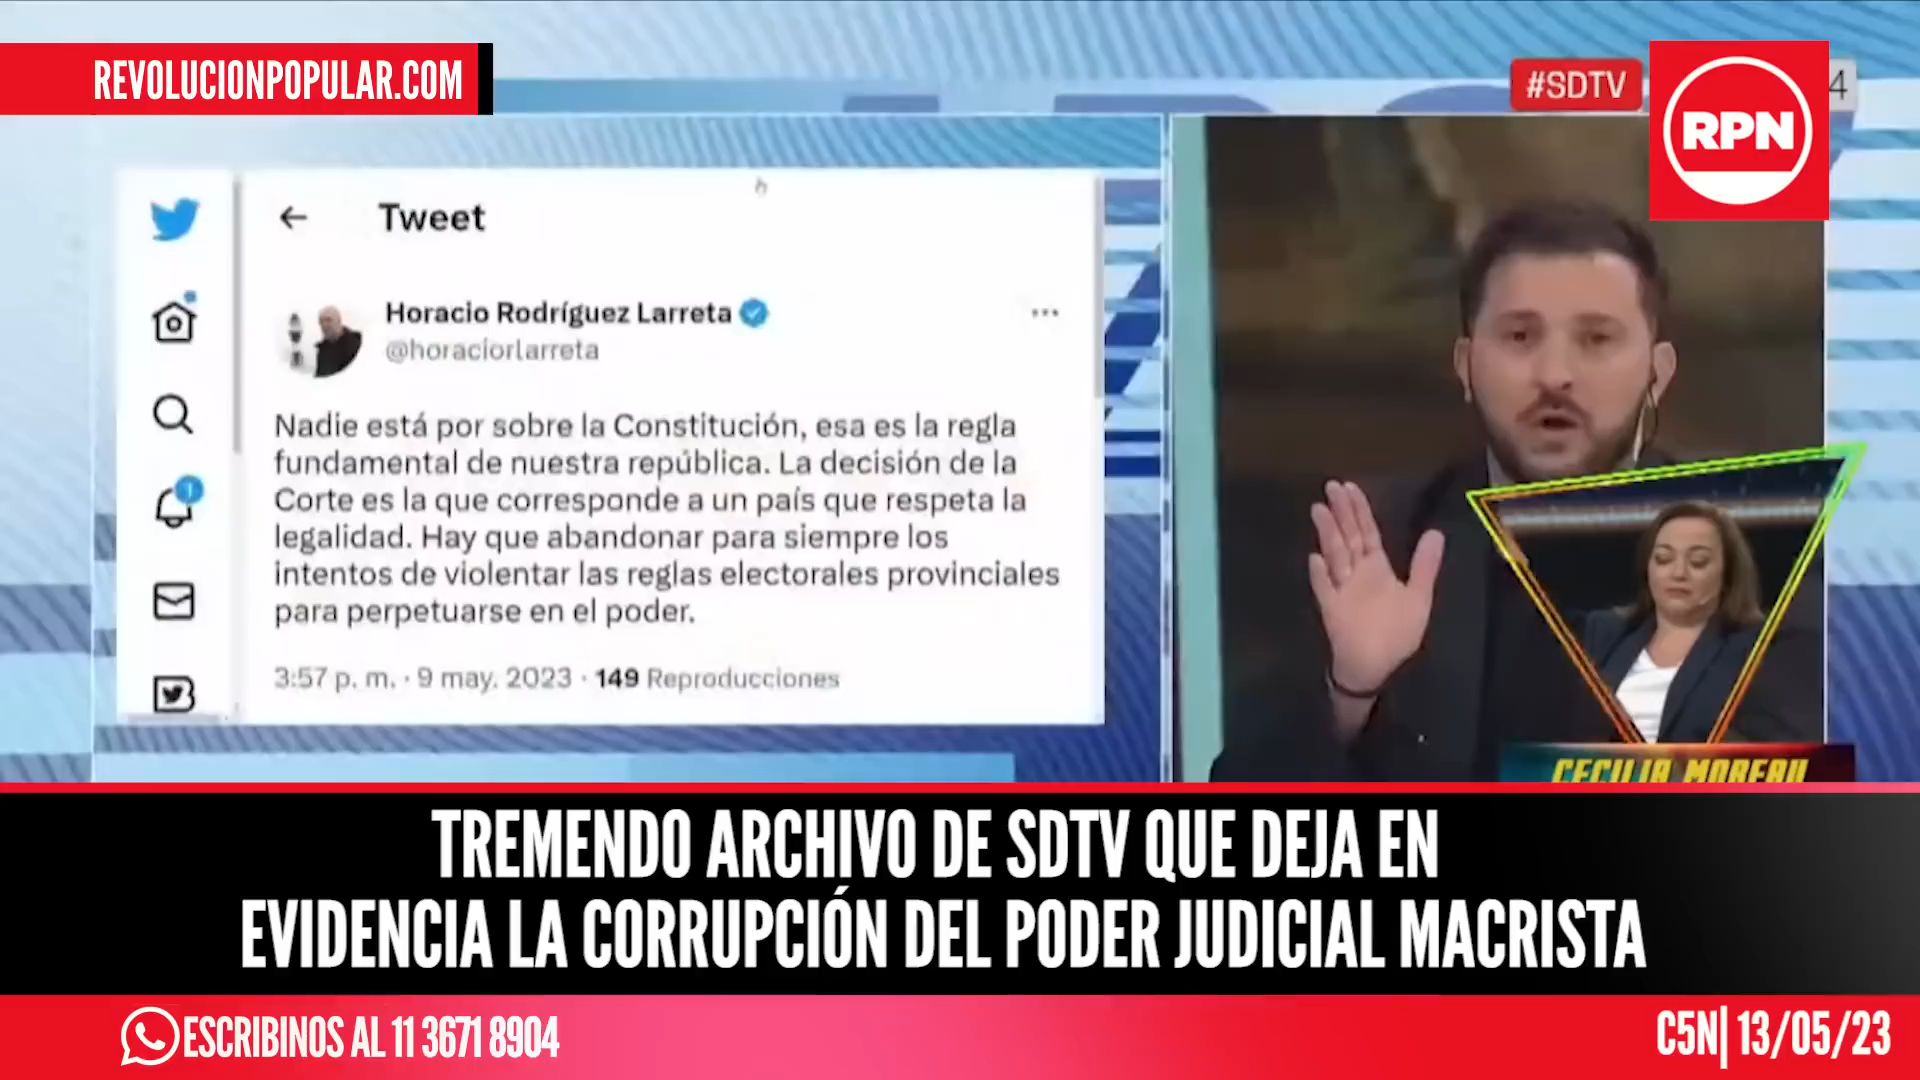 REVOLUCIONPOPULAR.COM
#SDTV
4
RPN
Tweet
Horacio Rodríguez Larreta
@horaciorlarreta
Nadie está por sobre la Constitución, esa es la regla
fundamental de nuestra república. La decisión de la
Corte es la que corresponde a un país que respeta la
legalidad. Hay que abandonar para siempre los
intentos de violentar las reglas electorales provinciales
para perpetuarse en el poder.
3:57 p. m. · 9 may. 2023 · 149 Reproducciones
1
CECILIA MOREAU
TREMENDO ARCHIVO DE SDTV QUE DEJA EN
EVIDENCIA LA CORRUPCIÓN DEL PODER JUDICIAL MACRISTA
ESCRIBINOS AL 11 3671 8904
C5N| 13/05/23